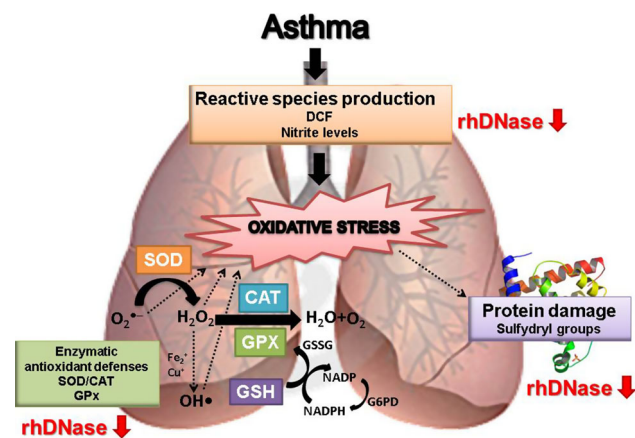 Asthma
Reactive species production
DCF
Nitrite levels
rhDNase
OXIDATIVE STRESS
SOD
CAT
O₂•⁻
H₂O₂
H₂O+O₂
GPX
GSSG
Protein damage
Sulfydryl groups
Enzymatic
antioxidant defenses
SOD/CAT
GPx
Fe₂⁺
Cu⁺
GSH
NADP
NADPH
G6PD
OH•
rhDNase
rhDNase